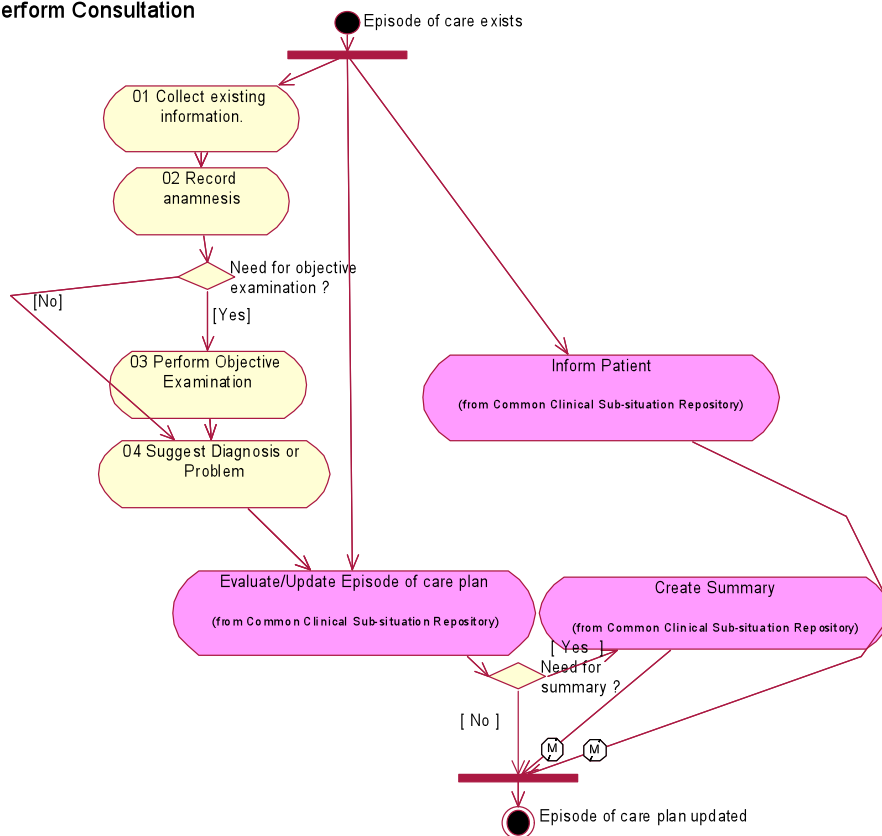 erform Consultation
Episode of care exists
01 Collect existing
information.
02 Record
anamnesis
Need for objective
examination ?
[No]
[Yes]
03 Perform Objective
Examination
Inform Patient
(from Common Clinical Sub-situation Repository)
04 Suggest Diagnosis or
Problem
Evaluate/Update Episode of care plan
(from Common Clinical Sub-situation Repository)
Create Summary
(from Common Clinical Sub-situation Repository)
[ Yes ]
Need for
summary ?
[ No ]
M
M
Episode of care plan updated